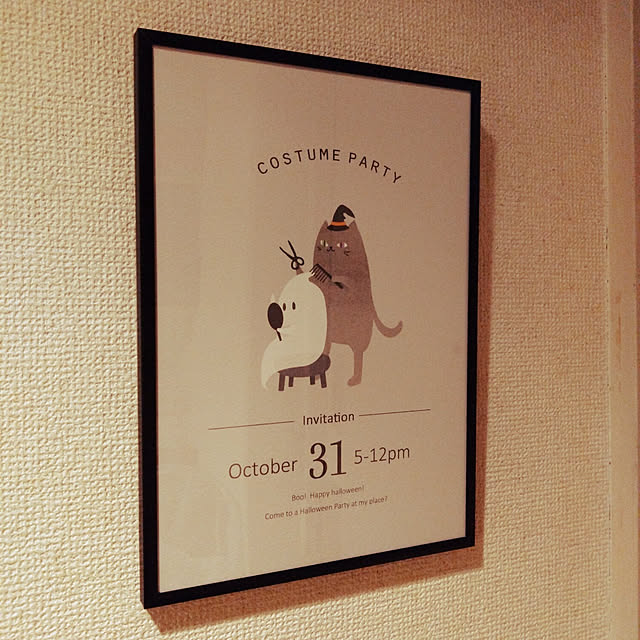 COSTUME PARTY
Invitation
October 31 5-12pm
Boo! Happy halloween!
Come to a Halloween Party at my place?